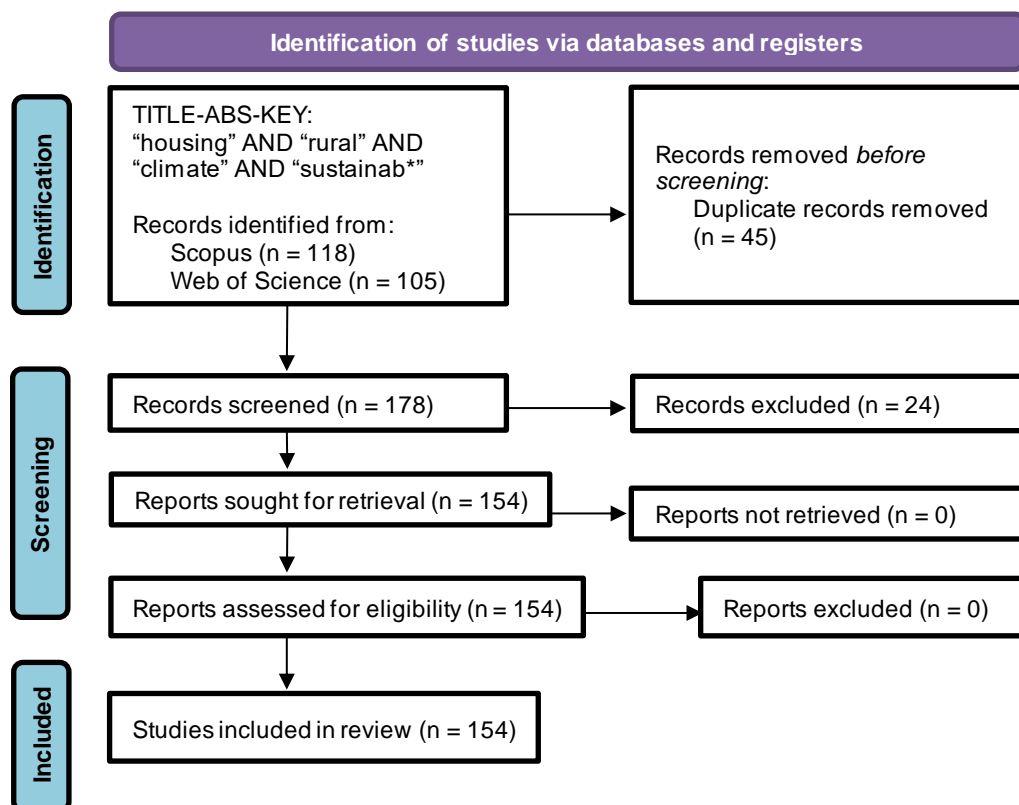 Identification of studies via databases and registers
Identification
TITLE-ABS-KEY:
“housing” AND “rural” AND
“climate” AND “sustainab*”
Records identified from:
Scopus (n = 118)
Web of Science (n = 105)
Records removed before
screening:
Duplicate records removed
(n = 45)
Screening
Records screened (n = 178)
Records excluded (n = 24)
Reports sought for retrieval (n = 154)
Reports not retrieved (n = 0)
Reports assessed for eligibility (n = 154)
Reports excluded (n = 0)
Included
Studies included in review (n = 154)